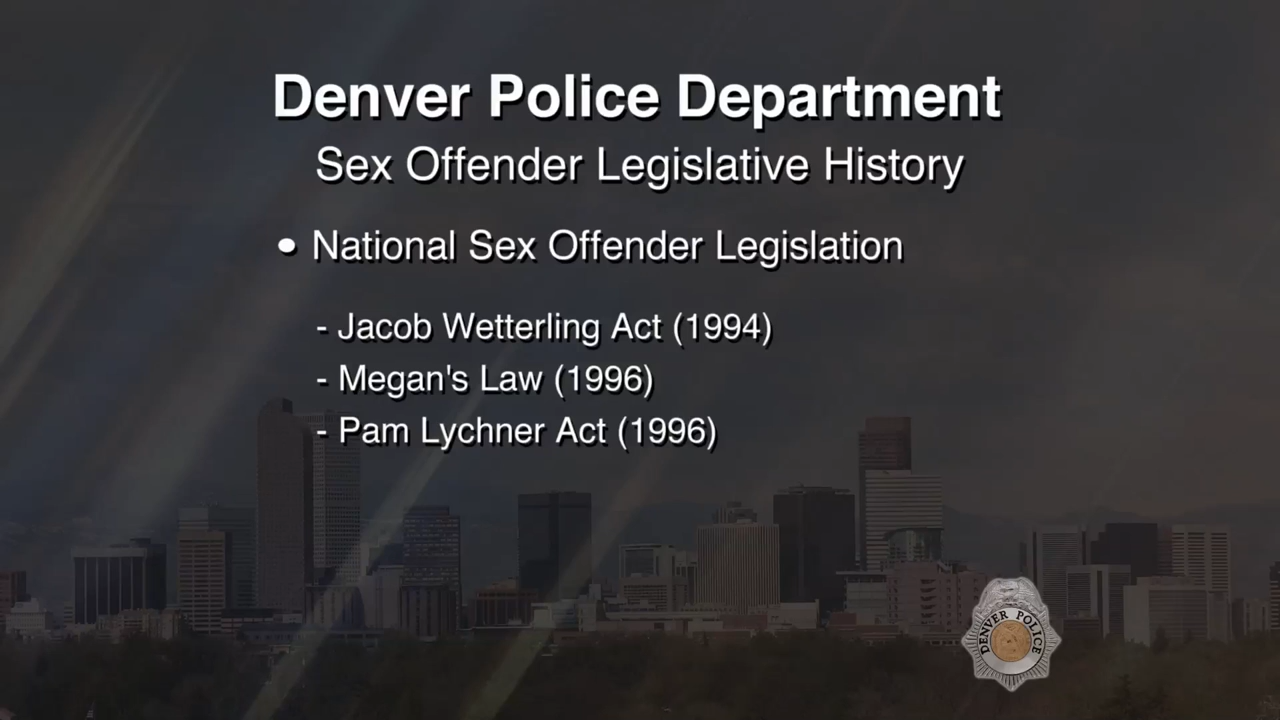 Denver Police Department
Sex Offender Legislative History
• National Sex Offender Legislation
- Jacob Wetterling Act (1994)
- Megan's Law (1996)
- Pam Lychner Act (1996)
DENVER POLICE